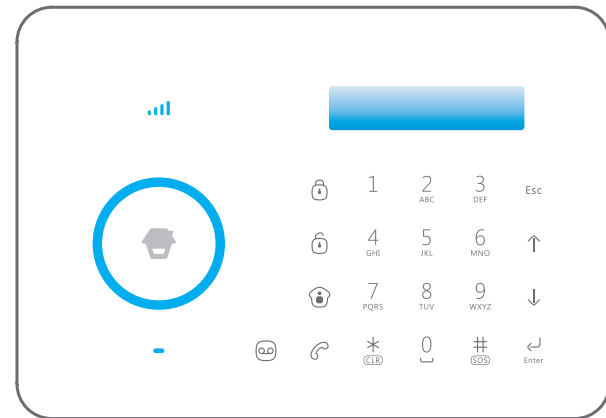 1 2 3 Esc
ABC DEF
4 5 6
GHI JKL MNO
7 8 9
PQRS TUV WXYZ
* 0 #
CLR SOS Enter